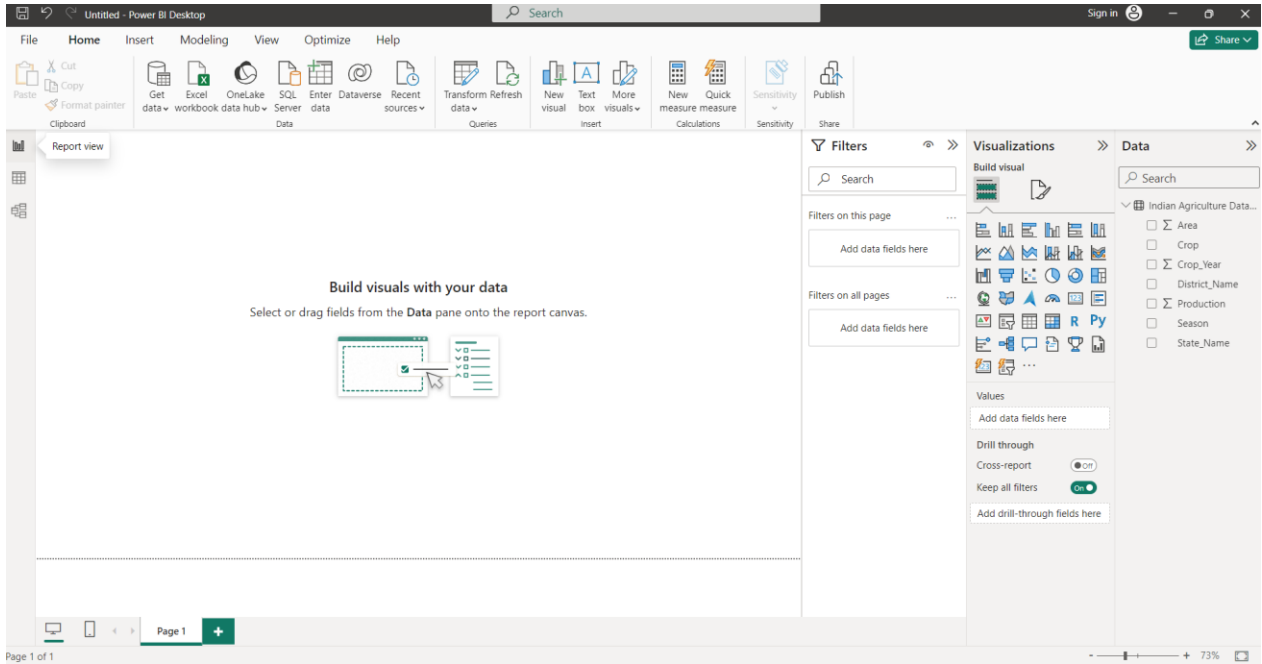 Untitled - Power BI Desktop
Search
Sign in
File Home Insert Modeling View Optimize Help
Share
Paste
Cut
Copy
Format painter
Clipboard
Get data
Excel workbook
OneLake data hub
SQL Server
Enter data
Dataverse
Recent sources
Data
Transform data
Refresh
Queries
New visual
Text box
More visuals
Insert
New measure
Quick measure
Calculations
Sensitivity
Sensitivity
Publish
Share
Report view
Build visuals with your data
Select or drag fields from the Data pane onto the report canvas.
Filters
Search
Filters on this page ...
Add data fields here
Filters on all pages ...
Add data fields here
Visualizations
Build visual
123
R Py
...
Values
Add data fields here
Drill through
Cross-report Off
Keep all filters On
Add drill-through fields here
Data
Search
Indian Agriculture Data...
Σ Area
Crop
Σ Crop_Year
District_Name
Σ Production
Season
State_Name
Page 1
+
Page 1 of 1
- + 73%